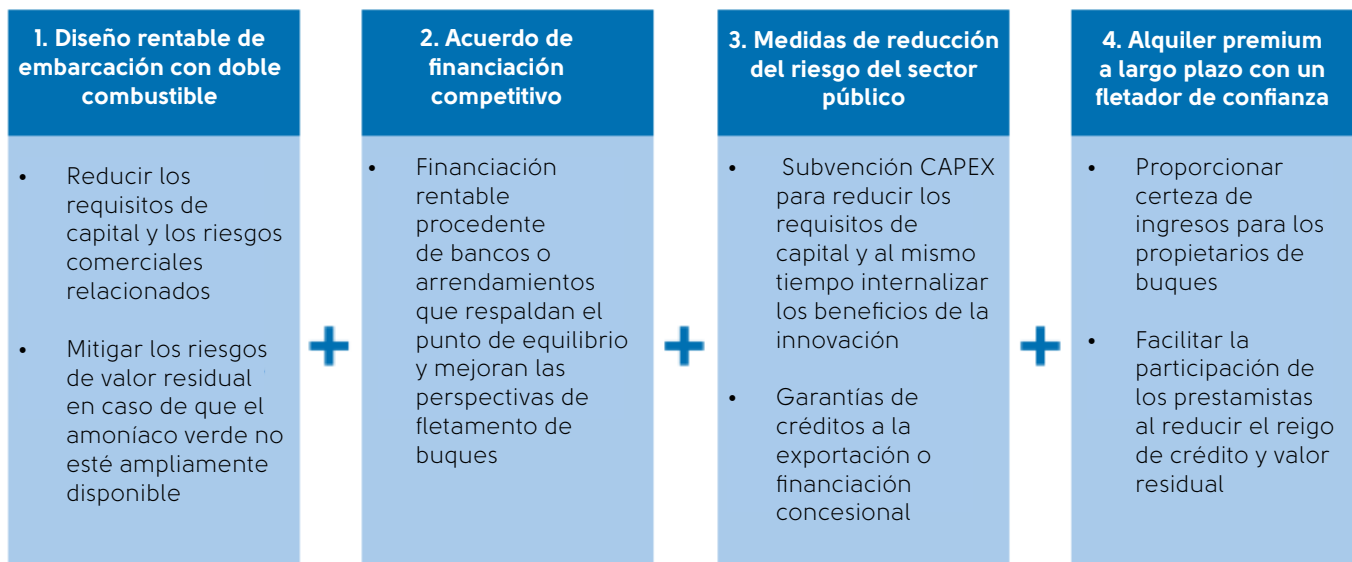 1. Diseño rentable de
embarcación con doble
combustible
• Reducir los
requisitos de
capital y los riesgos
comerciales
relacionados
• Mitigar los riesgos
de valor residual
en caso de que el
amoníaco verde no
esté ampliamente
disponible
+
2. Acuerdo de
financiación
competitivo
• Financiación
rentable
procedente
de bancos o
arrendamientos
que respaldan el
punto de equilibrio
y mejoran las
perspectivas de
fletamento de
buques
+
3. Medidas de reducción
del riesgo del sector
público
• Subvención CAPEX
para reducir los
requisitos de
capital y al mismo
tiempo internalizar
los beneficios de la
innovación
• Garantías de
créditos a la
exportación o
financiación
concesional
+
4. Alquiler premium
a largo plazo con un
fletador de confianza
• Proporcionar
certeza de
ingresos para los
propietarios de
buques
• Facilitar la
participación de
los prestamistas
al reducir el reigo
de crédito y valor
residual